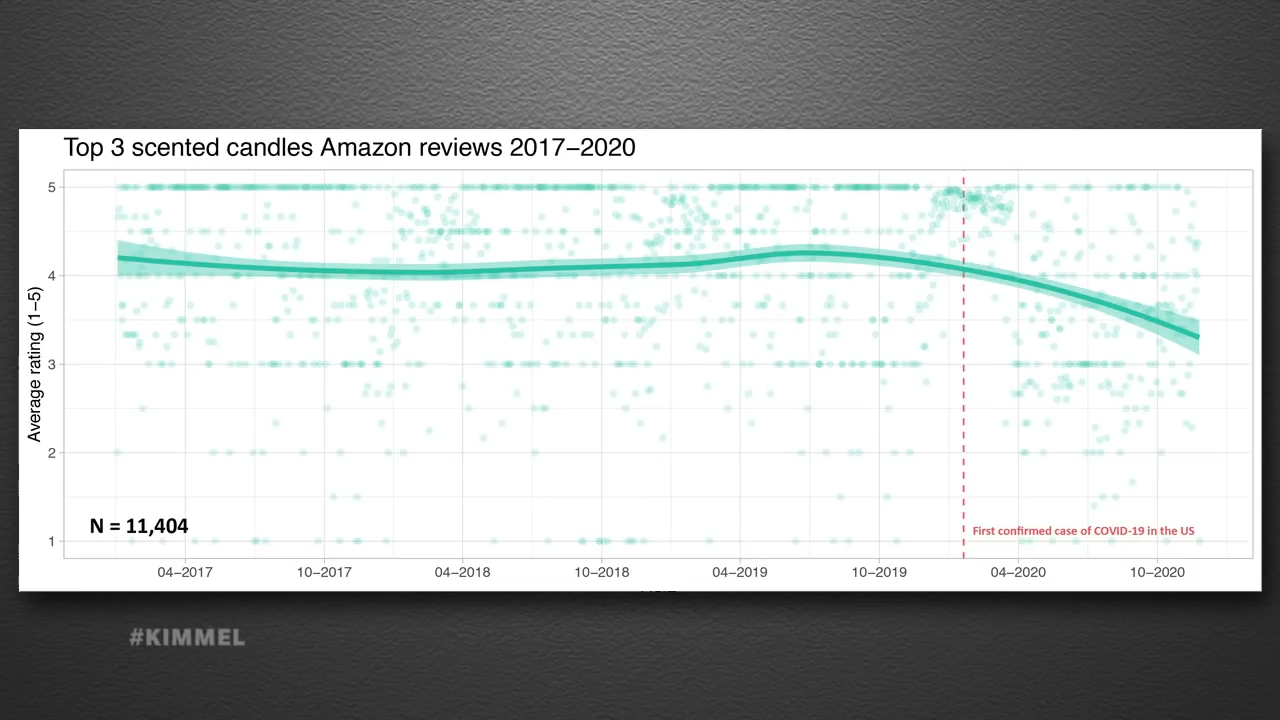 Top 3 scented candles Amazon reviews 2017–2020
Average rating (1–5)
5
4
3
2
1
N = 11,404
First confirmed case of COVID-19 in the US
04–2017
10–2017
04–2018
10–2018
04–2019
10–2019
04–2020
10–2020
#KIMMEL